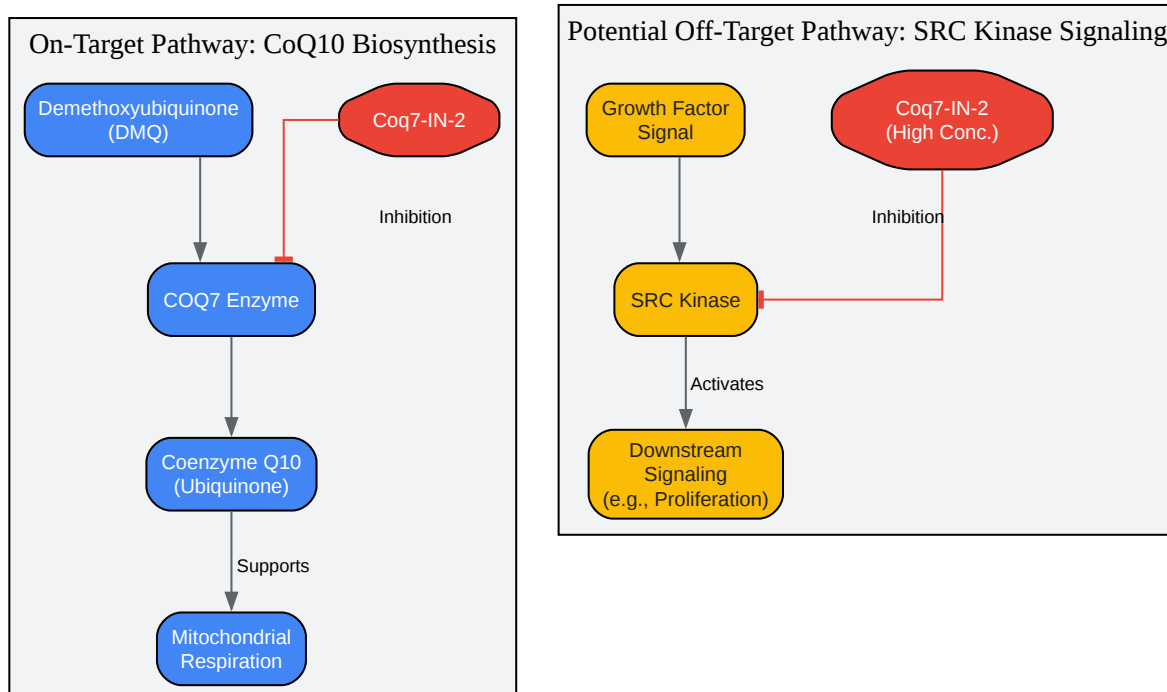 On-Target Pathway: CoQ10 Biosynthesis
Demethoxyubiquinone
(DMQ)
Coq7-IN-2
Inhibition
COQ7 Enzyme
Coenzyme Q10
(Ubiquinone)
Supports
Mitochondrial
Respiration
Potential Off-Target Pathway: SRC Kinase Signaling
Growth Factor
Signal
Coq7-IN-2
(High Conc.)
Inhibition
SRC Kinase
Activates
Downstream
Signaling
(e.g., Proliferation)